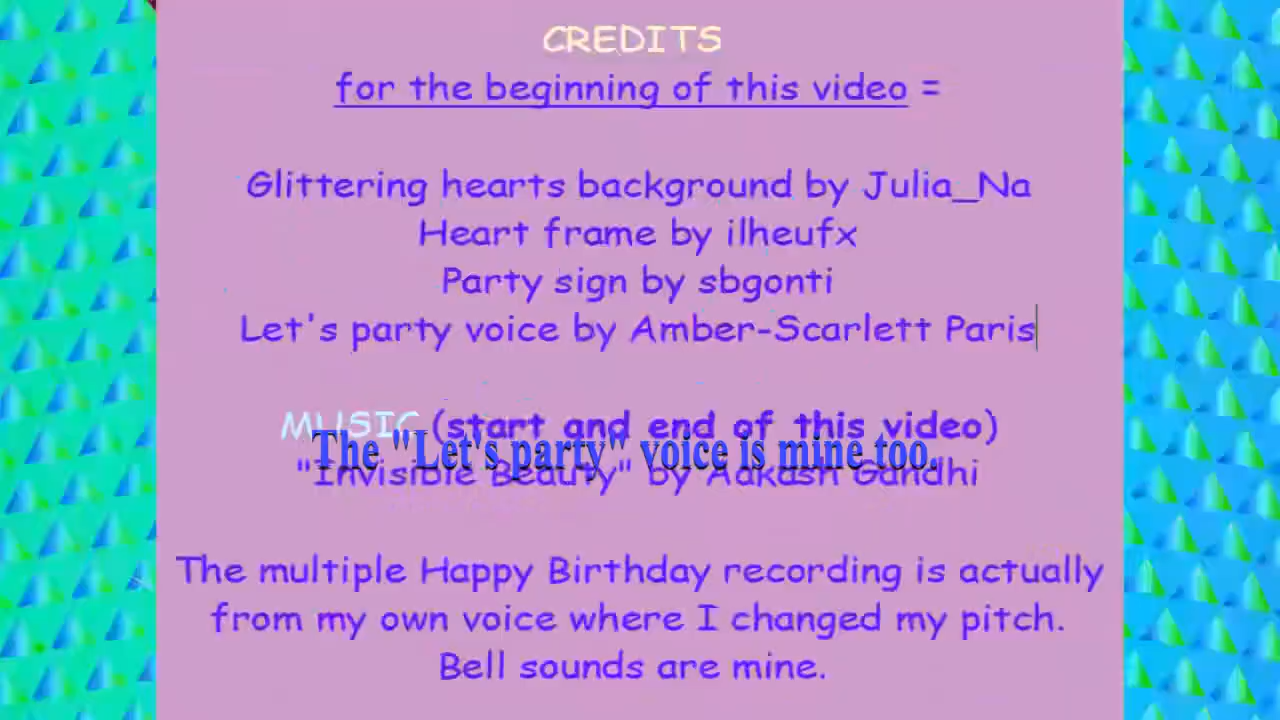 CREDITS
for the beginning of this video =
Glittering hearts background by Julia_Na
Heart frame by ilheufx
Party sign by sbgonti
Let's party voice by Amber-Scarlett Paris
MUSIC (start and end of this video)
The "Let's party" voice is mine too.
"Invisible Beauty" by Aakash Gandhi
The multiple Happy Birthday recording is actually
from my own voice where I changed my pitch.
Bell sounds are mine.